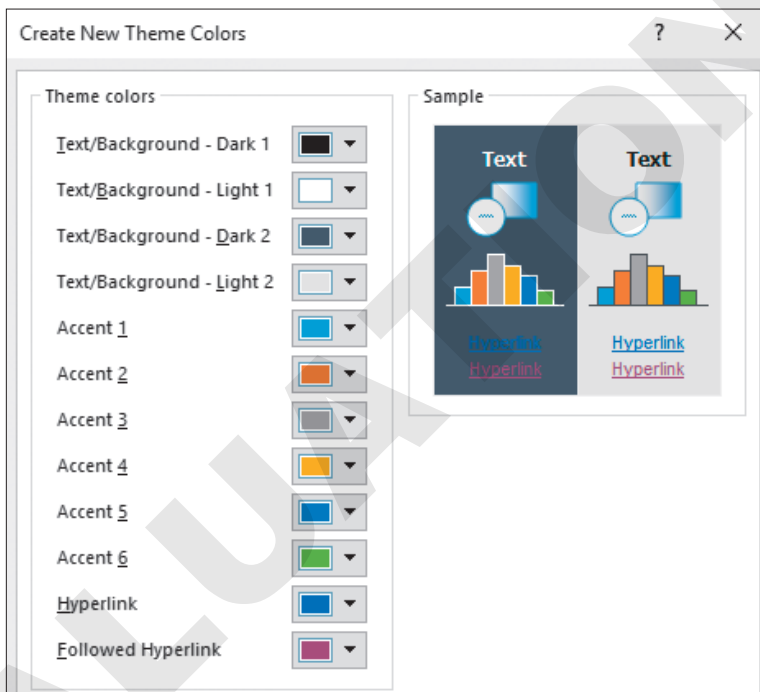 Create New Theme Colors ?
Theme colors
Text/Background - Dark 1
Text/Background - Light 1
Text/Background - Dark 2
Text/Background - Light 2
Accent 1
Accent 2
Accent 3
Accent 4
Accent 5
Accent 6
Hyperlink
Followed Hyperlink
Sample
Text Text
Hyperlink Hyperlink
Hyperlink Hyperlink
ALUATION